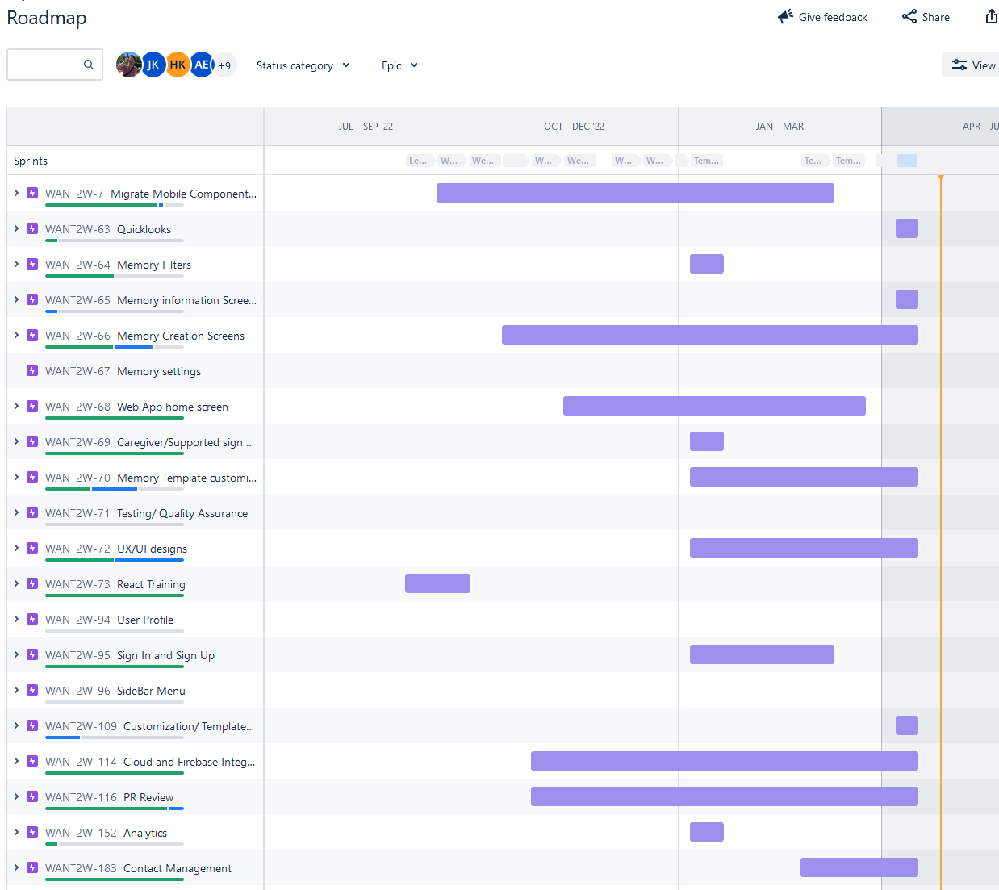 Roadmap
Give feedback
Share
JK
HK
AE
+9
Status category
Epic
View
JUL – SEP '22
OCT – DEC '22
JAN – MAR
APR – JU
Sprints
Le...
W...
We...
W...
We...
W...
W...
Tem...
Te...
Tem...
WANT2W-7 Migrate Mobile Component...
WANT2W-63 Quicklooks
WANT2W-64 Memory Filters
WANT2W-65 Memory information Scree...
WANT2W-66 Memory Creation Screens
WANT2W-67 Memory settings
WANT2W-68 Web App home screen
WANT2W-69 Caregiver/Supported sign ...
WANT2W-70 Memory Template customi...
WANT2W-71 Testing/ Quality Assurance
WANT2W-72 UX/UI designs
WANT2W-73 React Training
WANT2W-94 User Profile
WANT2W-95 Sign In and Sign Up
WANT2W-96 SideBar Menu
WANT2W-109 Customization/ Template...
WANT2W-114 Cloud and Firebase Integ...
WANT2W-116 PR Review
WANT2W-152 Analytics
WANT2W-183 Contact Management